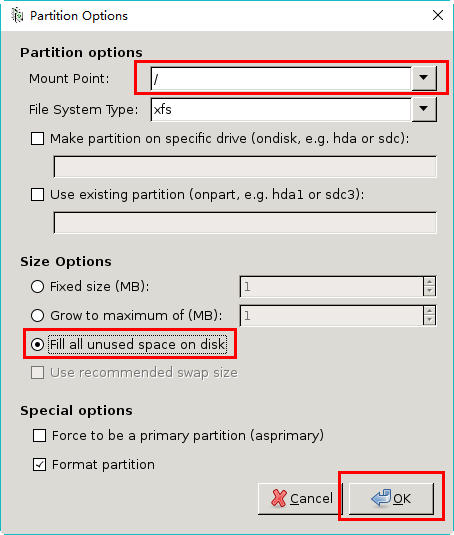 Partition Options
Partition options
Mount Point: /
File System Type: xfs
Make partition on specific drive (ondisk, e.g. hda or sdc):
Use existing partition (onpart, e.g. hda1 or sdc3):
Size Options
Fixed size (MB): 1
Grow to maximum of (MB): 1
Fill all unused space on disk
Use recommended swap size
Special options
Force to be a primary partition (asprimary)
Format partition
Cancel OK